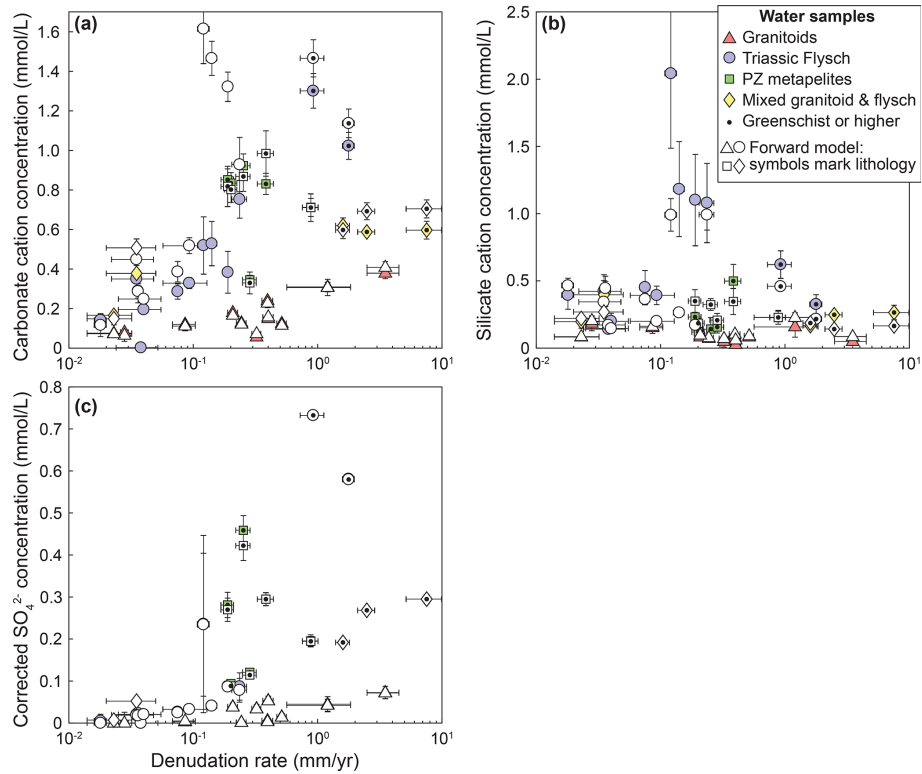 (a)
1.6
1.4
1.2
1.0
0.8
0.6
0.4
0.2
0
Carbonate cation concentration (mmol/L)
10-2
10-1
100
101
(b)
2.5
2.0
1.5
1.0
0.5
0
Silicate cation concentration (mmol/L)
10-2
10-1
100
101
Water samples
Granitoids
Triassic Flysch
PZ metapelites
Mixed granitoid & flysch
Greenschist or higher
Forward model:
symbols mark lithology
(c)
0.8
0.7
0.6
0.5
0.4
0.3
0.2
0.1
0
Corrected SO42- concentration (mmol/L)
10-2
10-1
100
101
Denudation rate (mm/yr)